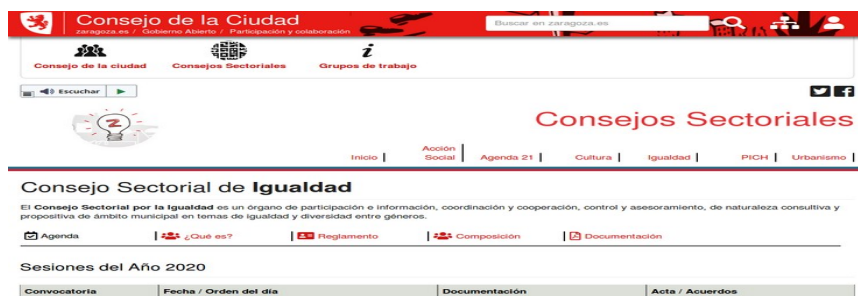 Consejo de la Ciudad
zaragoza.es / Gobierno Abierto / Participación y colaboración
Buscar en zaragoza.es
Consejo de la ciudad Consejos Sectoriales Grupos de trabajo
Escuchar
Consejos Sectoriales
Inicio Acción Social Agenda 21 Cultura Igualdad PICH Urbanismo
Consejo Sectorial de Igualdad
El Consejo Sectorial por la Igualdad es un órgano de participación e información, coordinación y cooperación, control y asesoramiento, de naturaleza consultiva y
propositiva de ámbito municipal en temas de igualdad y diversidad entre géneros.
Agenda ¿Qué es? Reglamento Composición Documentación
Sesiones del Año 2020
Convocatoria Fecha / Orden del día Documentación Acta / Acuerdos